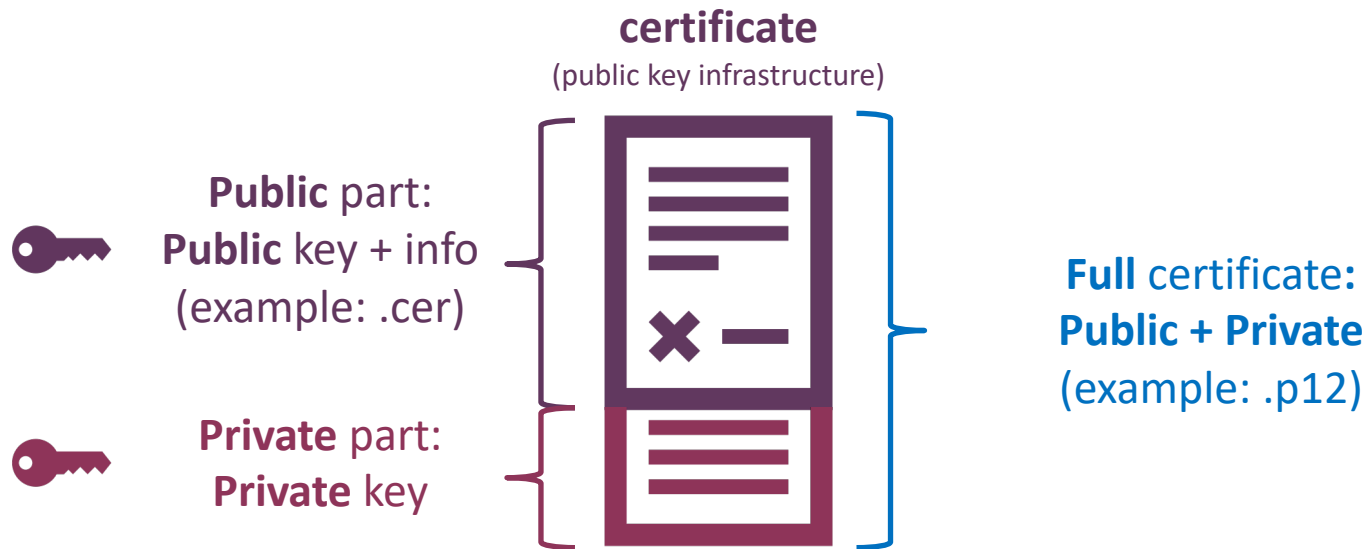 certificate
(public key infrastructure)
Public part:
Public key + info
(example: .cer)
Private part:
Private key
Full certificate:
Public + Private
(example: .p12)